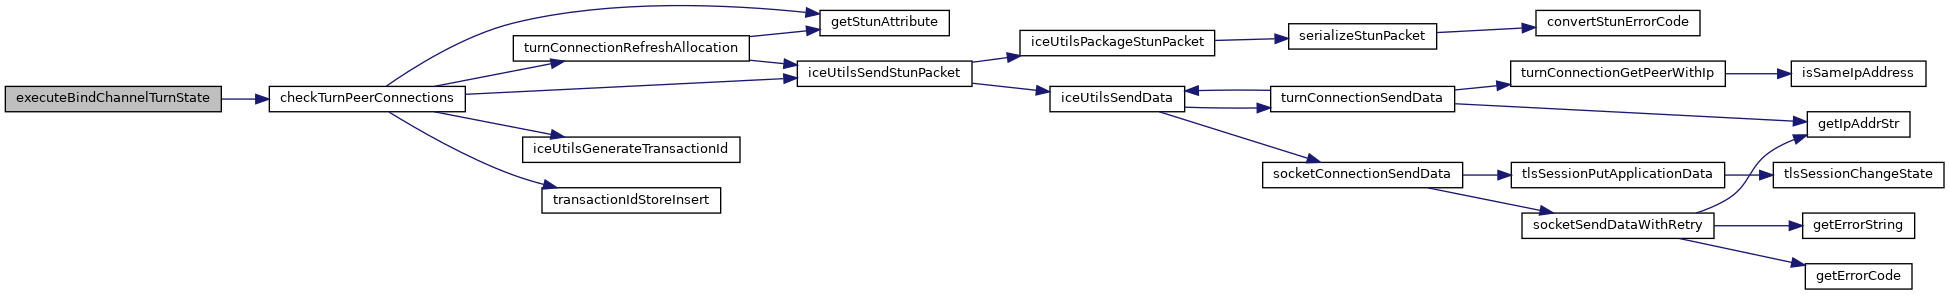 executeBindChannelTurnState
checkTurnPeerConnections
getStunAttribute
turnConnectionRefreshAllocation
iceUtilsSendStunPacket
iceUtilsGenerateTransactionId
transactionIdStoreInsert
iceUtilsPackageStunPacket
serializeStunPacket
convertStunErrorCode
iceUtilsSendData
turnConnectionSendData
turnConnectionGetPeerWithIp
isSameIpAddress
getIpAddrStr
socketConnectionSendData
tlsSessionPutApplicationData
tlsSessionChangeState
socketSendDataWithRetry
getErrorString
getErrorCode